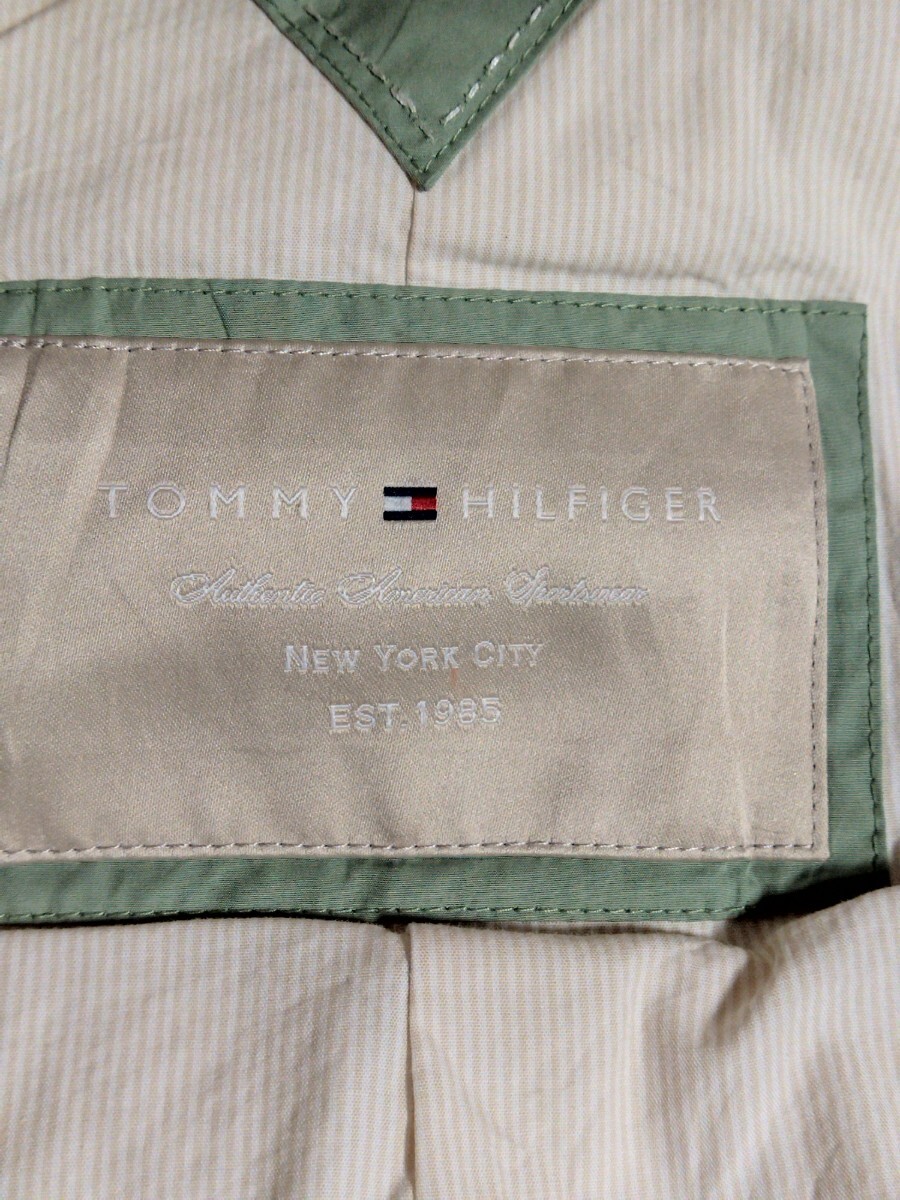 TOMMY HILFIGER
Authentic American Sportswear
NEW YORK CITY
EST. 1985